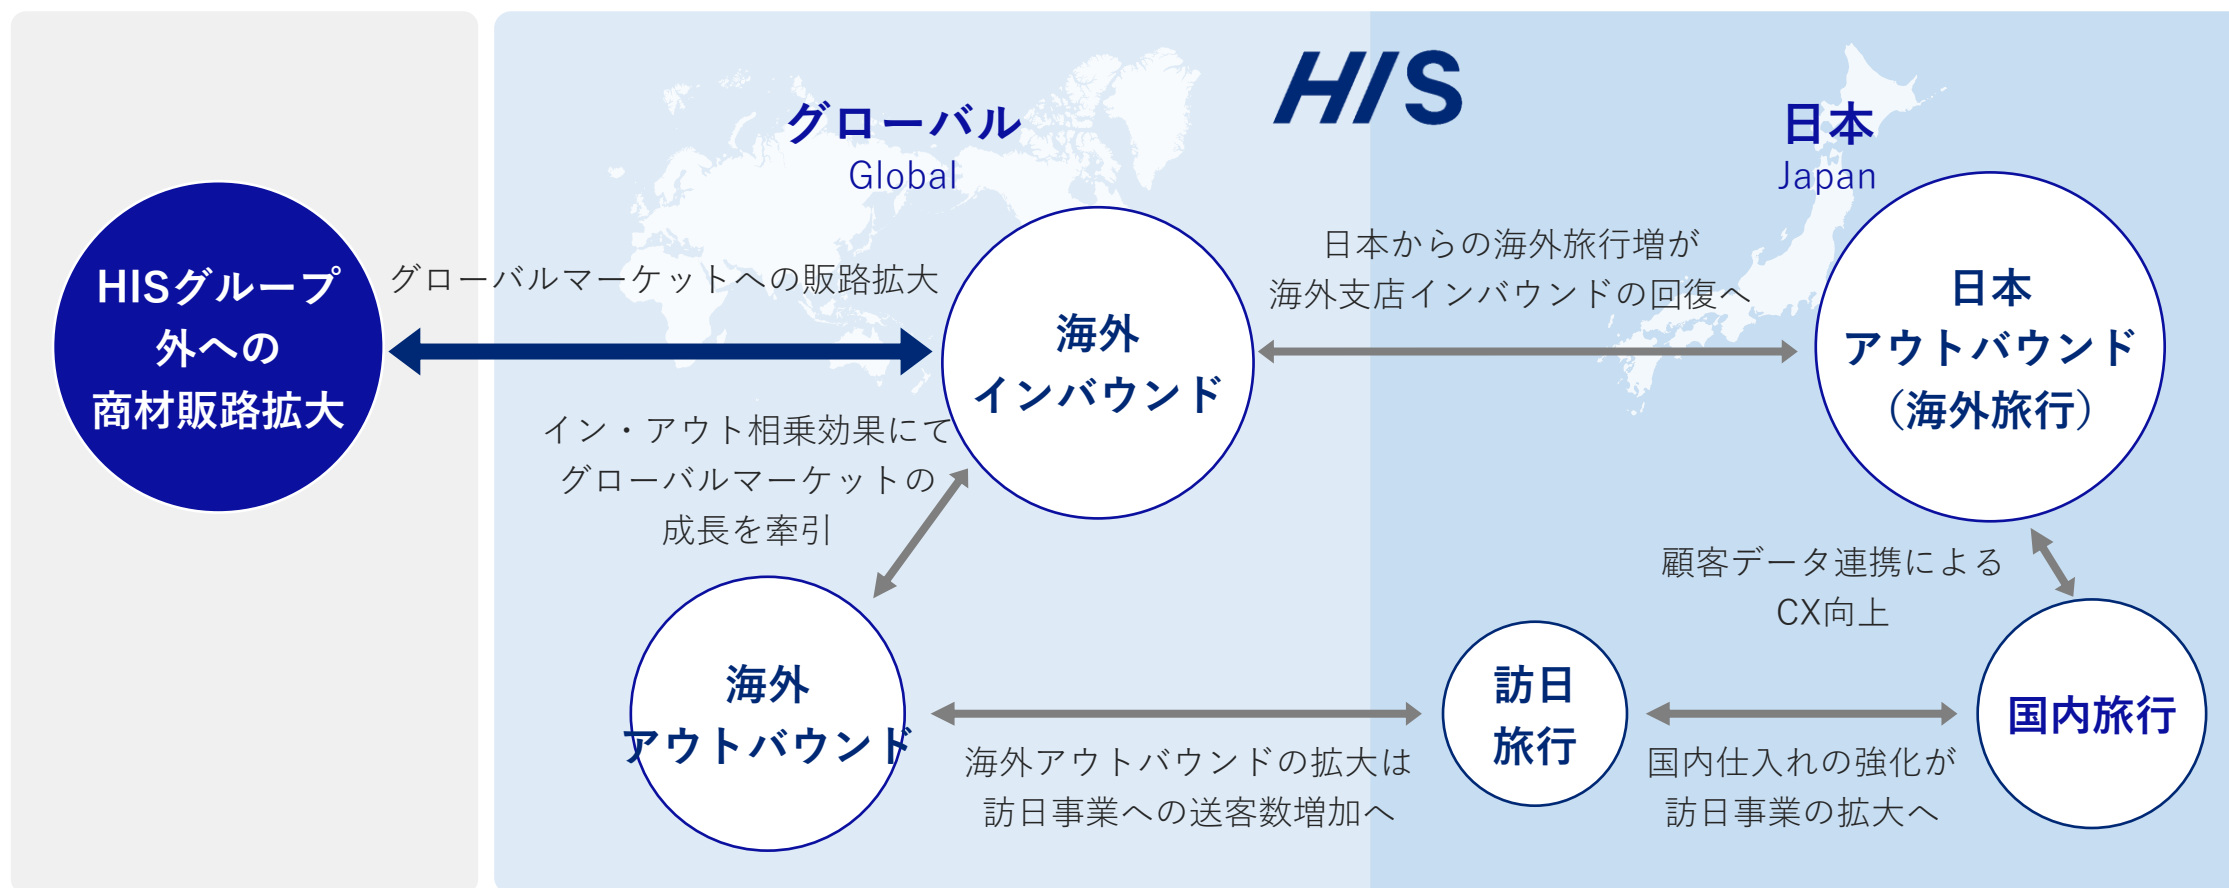 HIS
グローバル
Global
日本
Japan
HISグループ
外への
商材販路拡大
グローバルマーケットへの販路拡大
海外
インバウンド
日本からの海外旅行増が
海外支店インバウンドの回復へ
日本
アウトバウンド
（海外旅行）
イン・アウト相乗効果にて
グローバルマーケットの
成長を牽引
顧客データ連携による
CX向上
海外
アウトバウンド
海外アウトバウンドの拡大は
訪日事業への送客数増加へ
訪日
旅行
国内仕入れの強化が
訪日事業の拡大へ
国内旅行